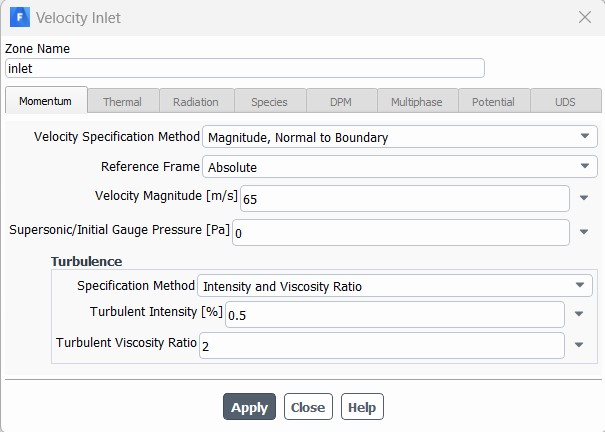 F Velocity Inlet
Zone Name
inlet
Momentum Thermal Radiation Species DPM Multiphase Potential UDS
Velocity Specification Method Magnitude, Normal to Boundary
Reference Frame Absolute
Velocity Magnitude [m/s] 65
Supersonic/Initial Gauge Pressure [Pa] 0
Turbulence
Specification Method Intensity and Viscosity Ratio
Turbulent Intensity [%] 0.5
Turbulent Viscosity Ratio 2
Apply Close Help